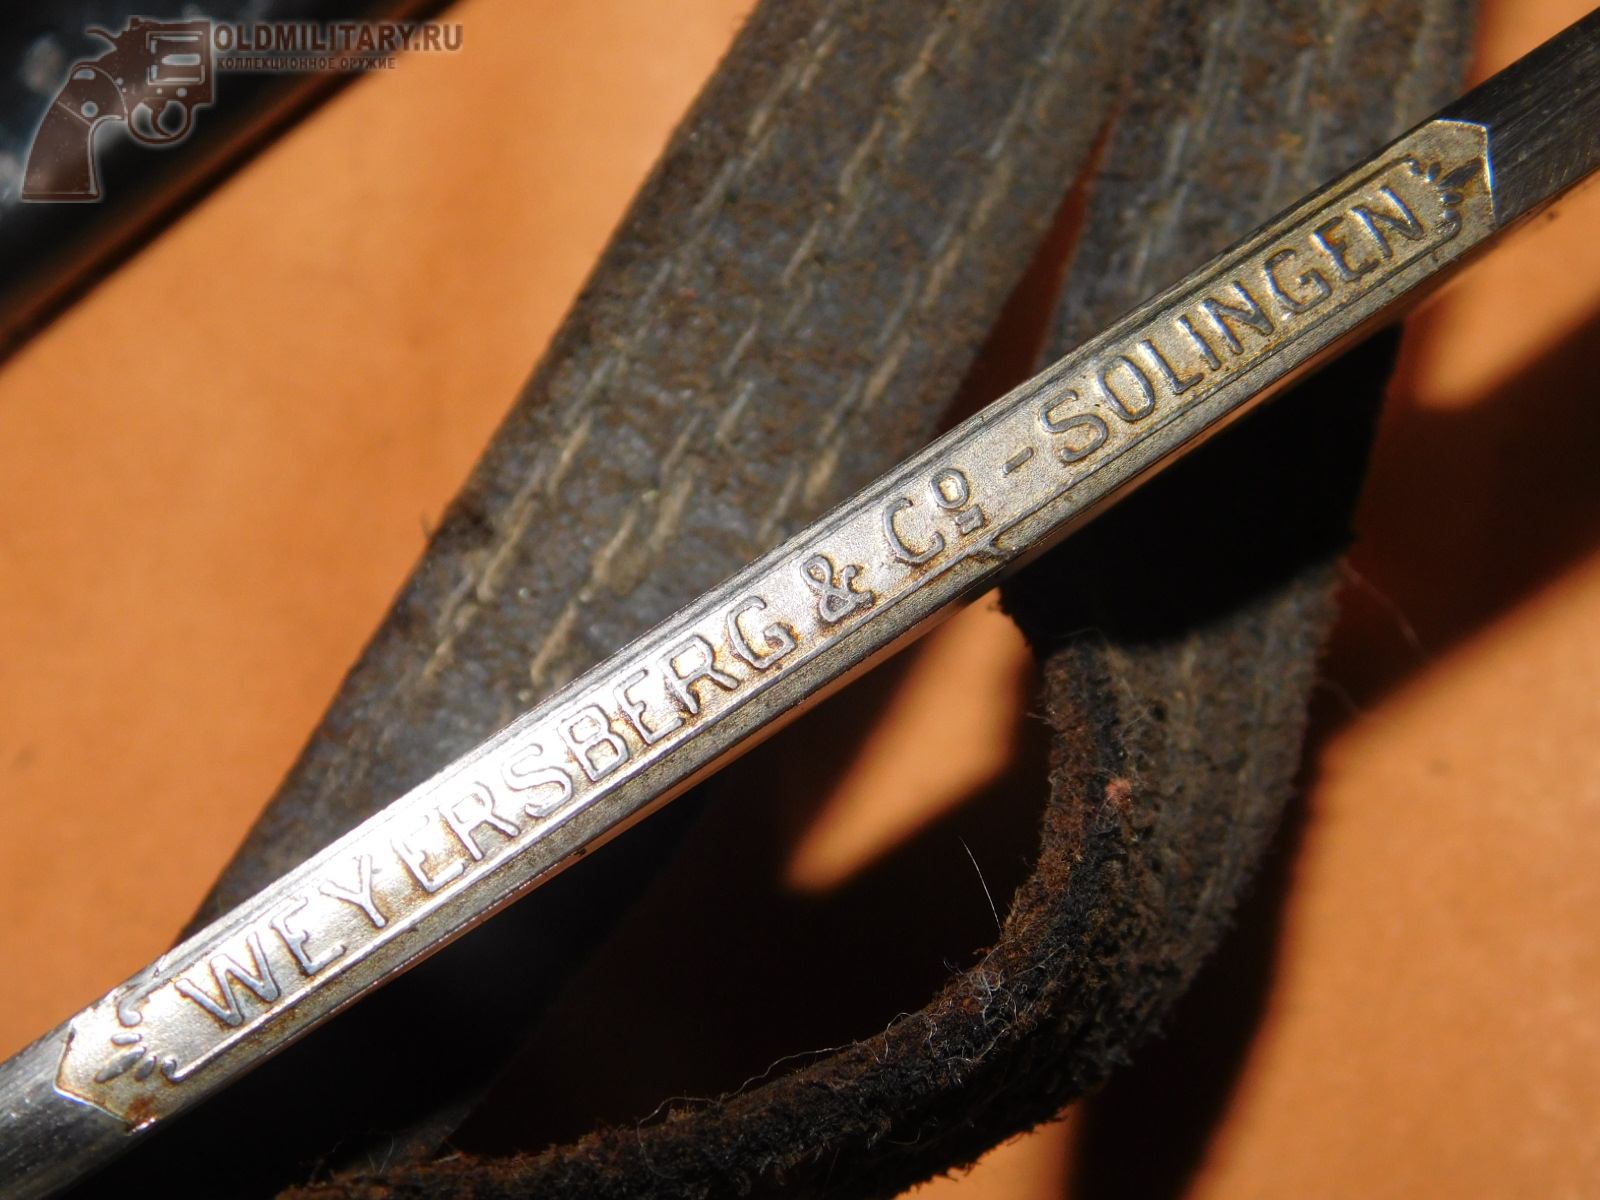 OLDMILITARY.RU
КОЛЛЕКЦИОННОЕ ОРУЖИЕ
WEYERSBERG & Cº - SOLINGEN